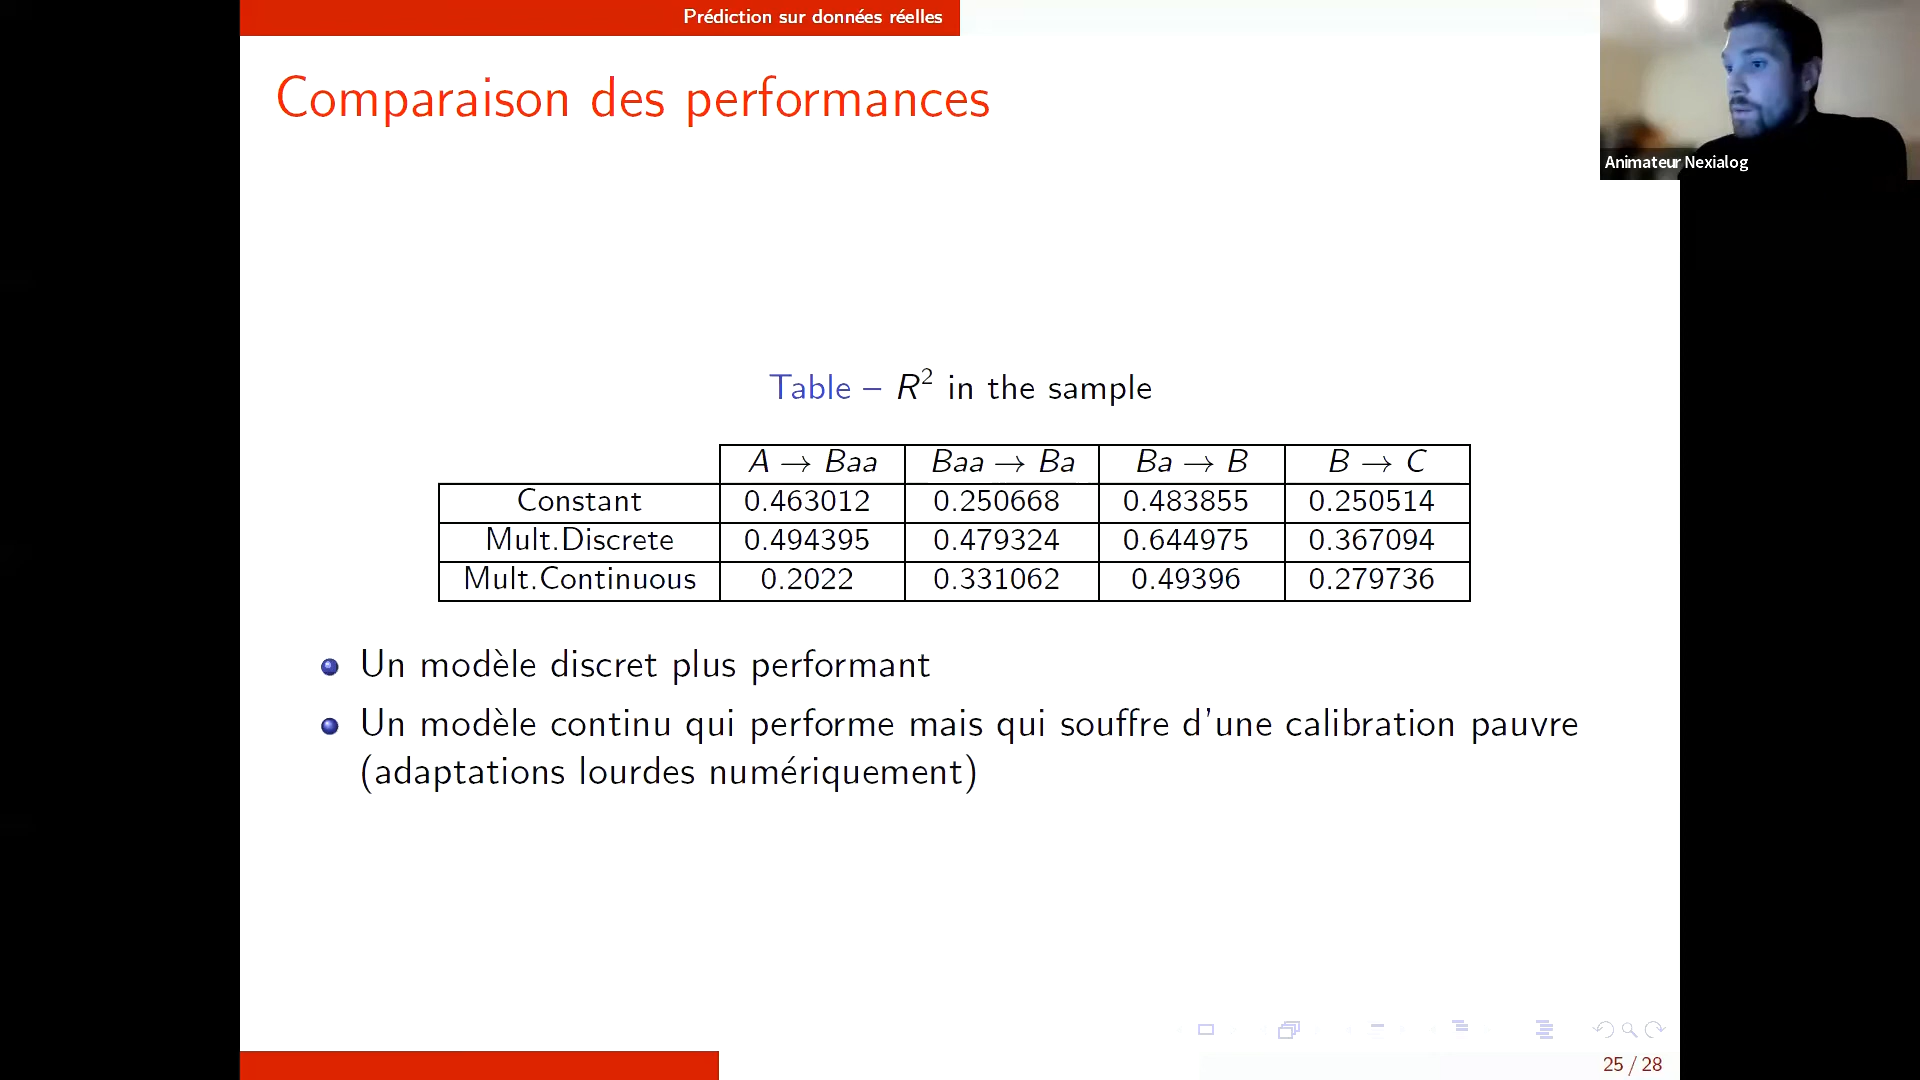 Prédiction sur données réelles
Comparaison des performances
Animateur Nexialog
Table – R² in the sample
A → Baa Baa → Ba Ba → B B → C
Constant 0.463012 0.250668 0.483855 0.250514
Mult.Discrete 0.494395 0.479324 0.644975 0.367094
Mult.Continuous 0.2022 0.331062 0.49396 0.279736
Un modèle discret plus performant
Un modèle continu qui performe mais qui souffre d'une calibration pauvre
(adaptations lourdes numériquement)
25 / 28